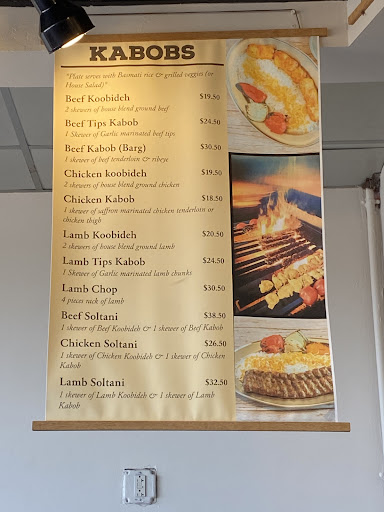 KABOBS
"Plate serves with Basmati rice & grilled veggies (or
House Salad)"
Beef Koobideh $19.50
2 skewers of house blend ground beef
Beef Tips Kabob $24.50
1 Skewer of Garlic marinated beef tips
Beef Kabob (Barg) $30.50
1 skewer of beef tenderloin & ribeye
Chicken koobideh $19.50
2 skewers of house blend ground chicken
Chicken Kabob $18.50
1 skewer of saffron marinated chicken tenderloin or
chicken thigh
Lamb Koobideh $20.50
2 skewers of house blend ground lamb
Lamb Tips Kabob $24.50
1 Skewer of Garlic marinated lamb chunks
Lamb Chop $30.50
4 pieces rack of lamb
Beef Soltani $38.50
1 skewer of Beef Koobideh & 1 skewer of Beef Kabob
Chicken Soltani $26.50
1 skewer of Chicken Koobideh & 1 skewer of Chicken
Kabob
Lamb Soltani $32.50
1 skewer of Lamb Koobideh & 1 skewer of Lamb
Kabob